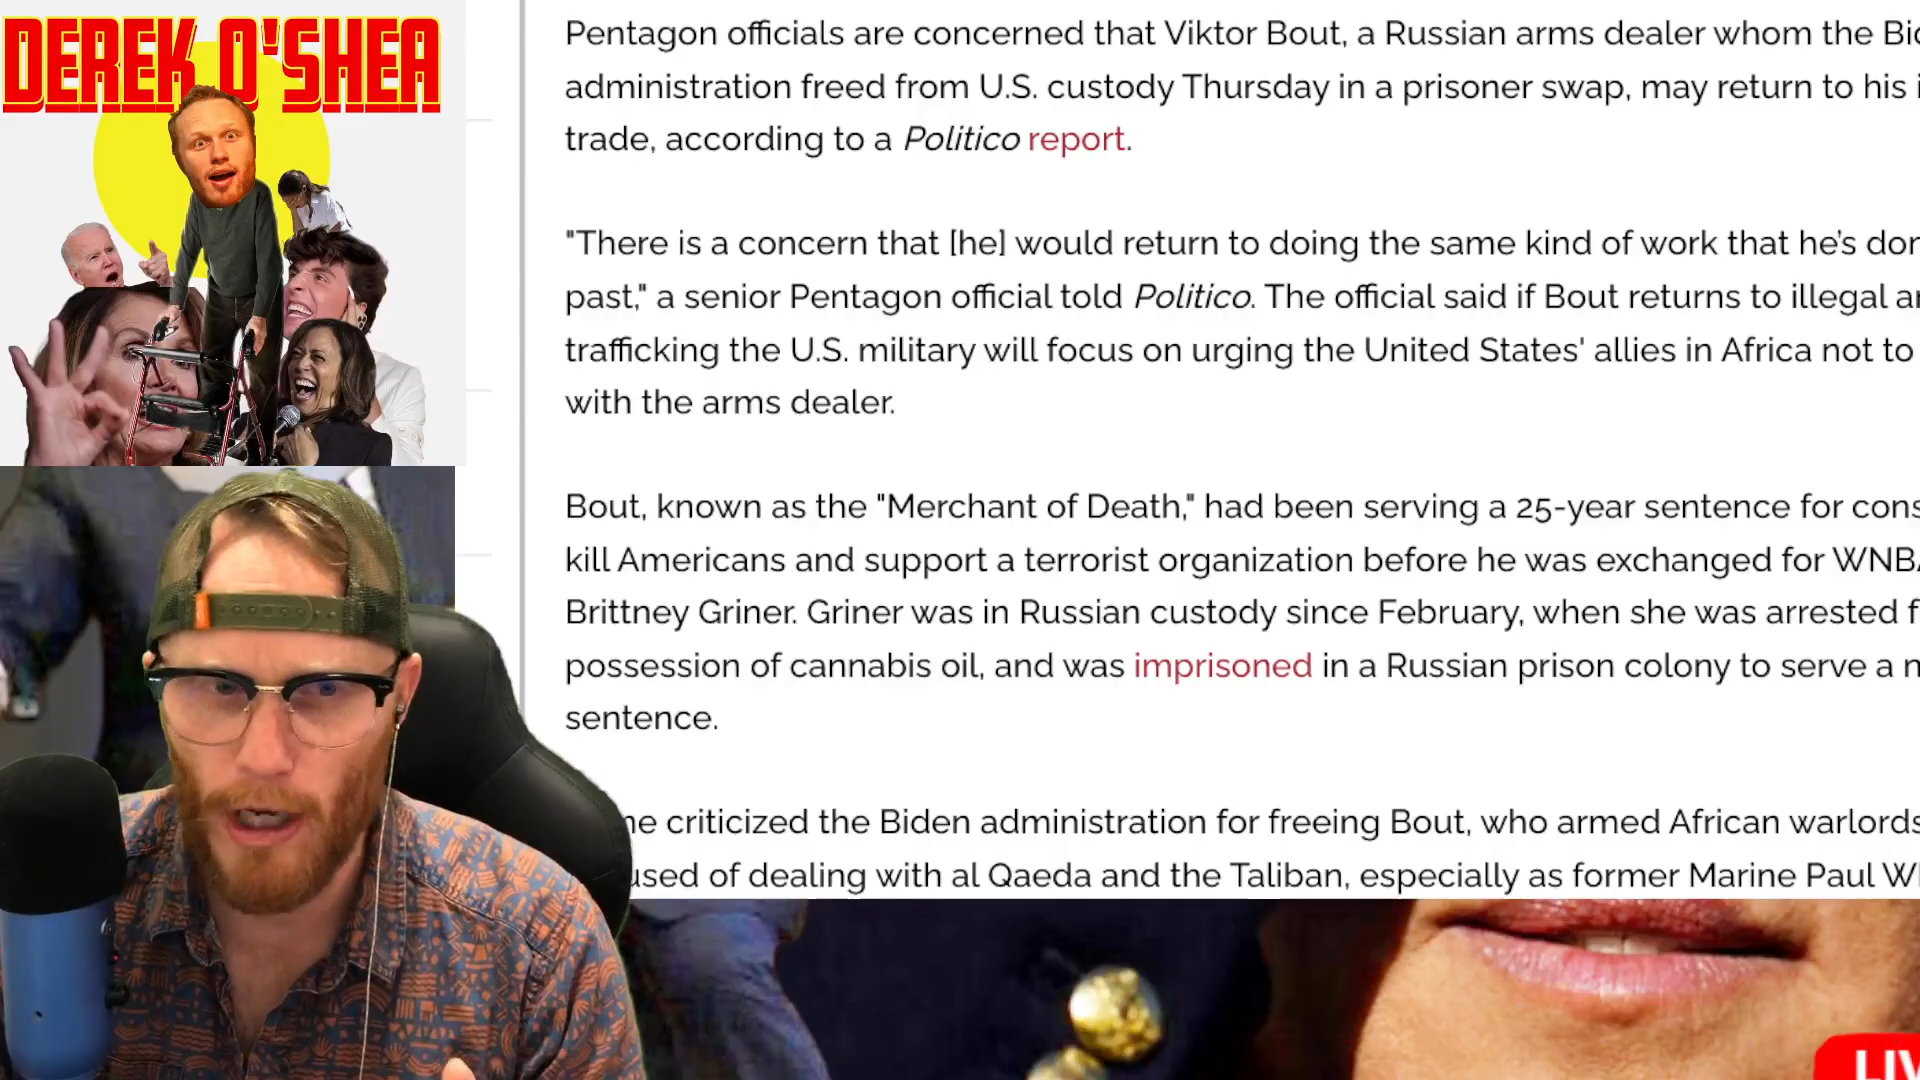 DEREK O'SHEA
Pentagon officials are concerned that Viktor Bout, a Russian arms dealer whom the
administration freed from U.S. custody Thursday in a prisoner swap, may return to his
trade, according to a Politico report.
"There is a concern that [he] would return to doing the same kind of work that he's
past," a senior Pentagon official told Politico. The official said if Bout returns to illegal
trafficking the U.S. military will focus on urging the United States' allies in Africa not to
with the arms dealer.
Bout, known as the "Merchant of Death," had been serving a 25-year sentence for
kill Americans and support a terrorist organization before he was exchanged for
Brittney Griner. Griner was in Russian custody since February, when she was arrested
possession of cannabis oil, and was imprisoned in a Russian prison colony to serve a
sentence.
criticized the Biden administration for freeing Bout, who armed African warlords
of dealing with al Qaeda and the Taliban, especially as former Marine Paul